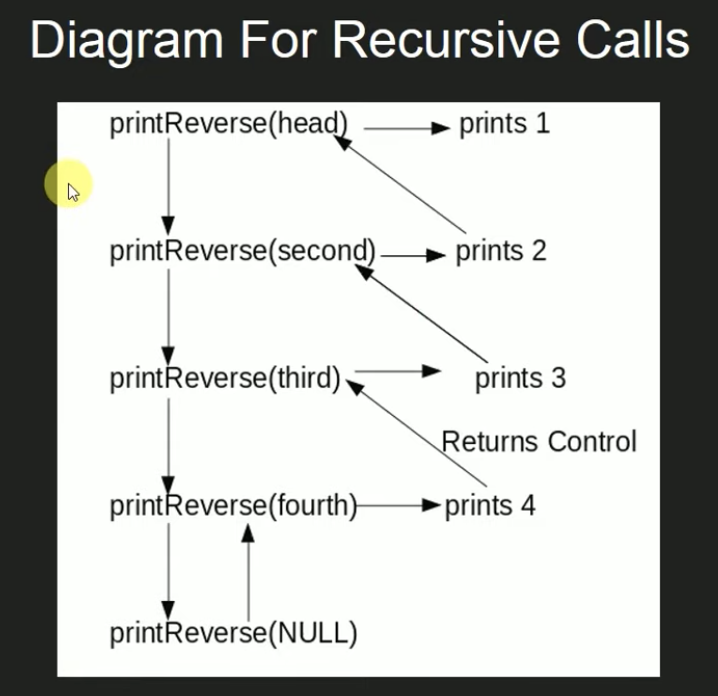 Diagram For Recursive Calls
printReverse(head) prints 1
printReverse(second) prints 2
printReverse(third) prints 3
Returns Control
printReverse(fourth) prints 4
printReverse(NULL)